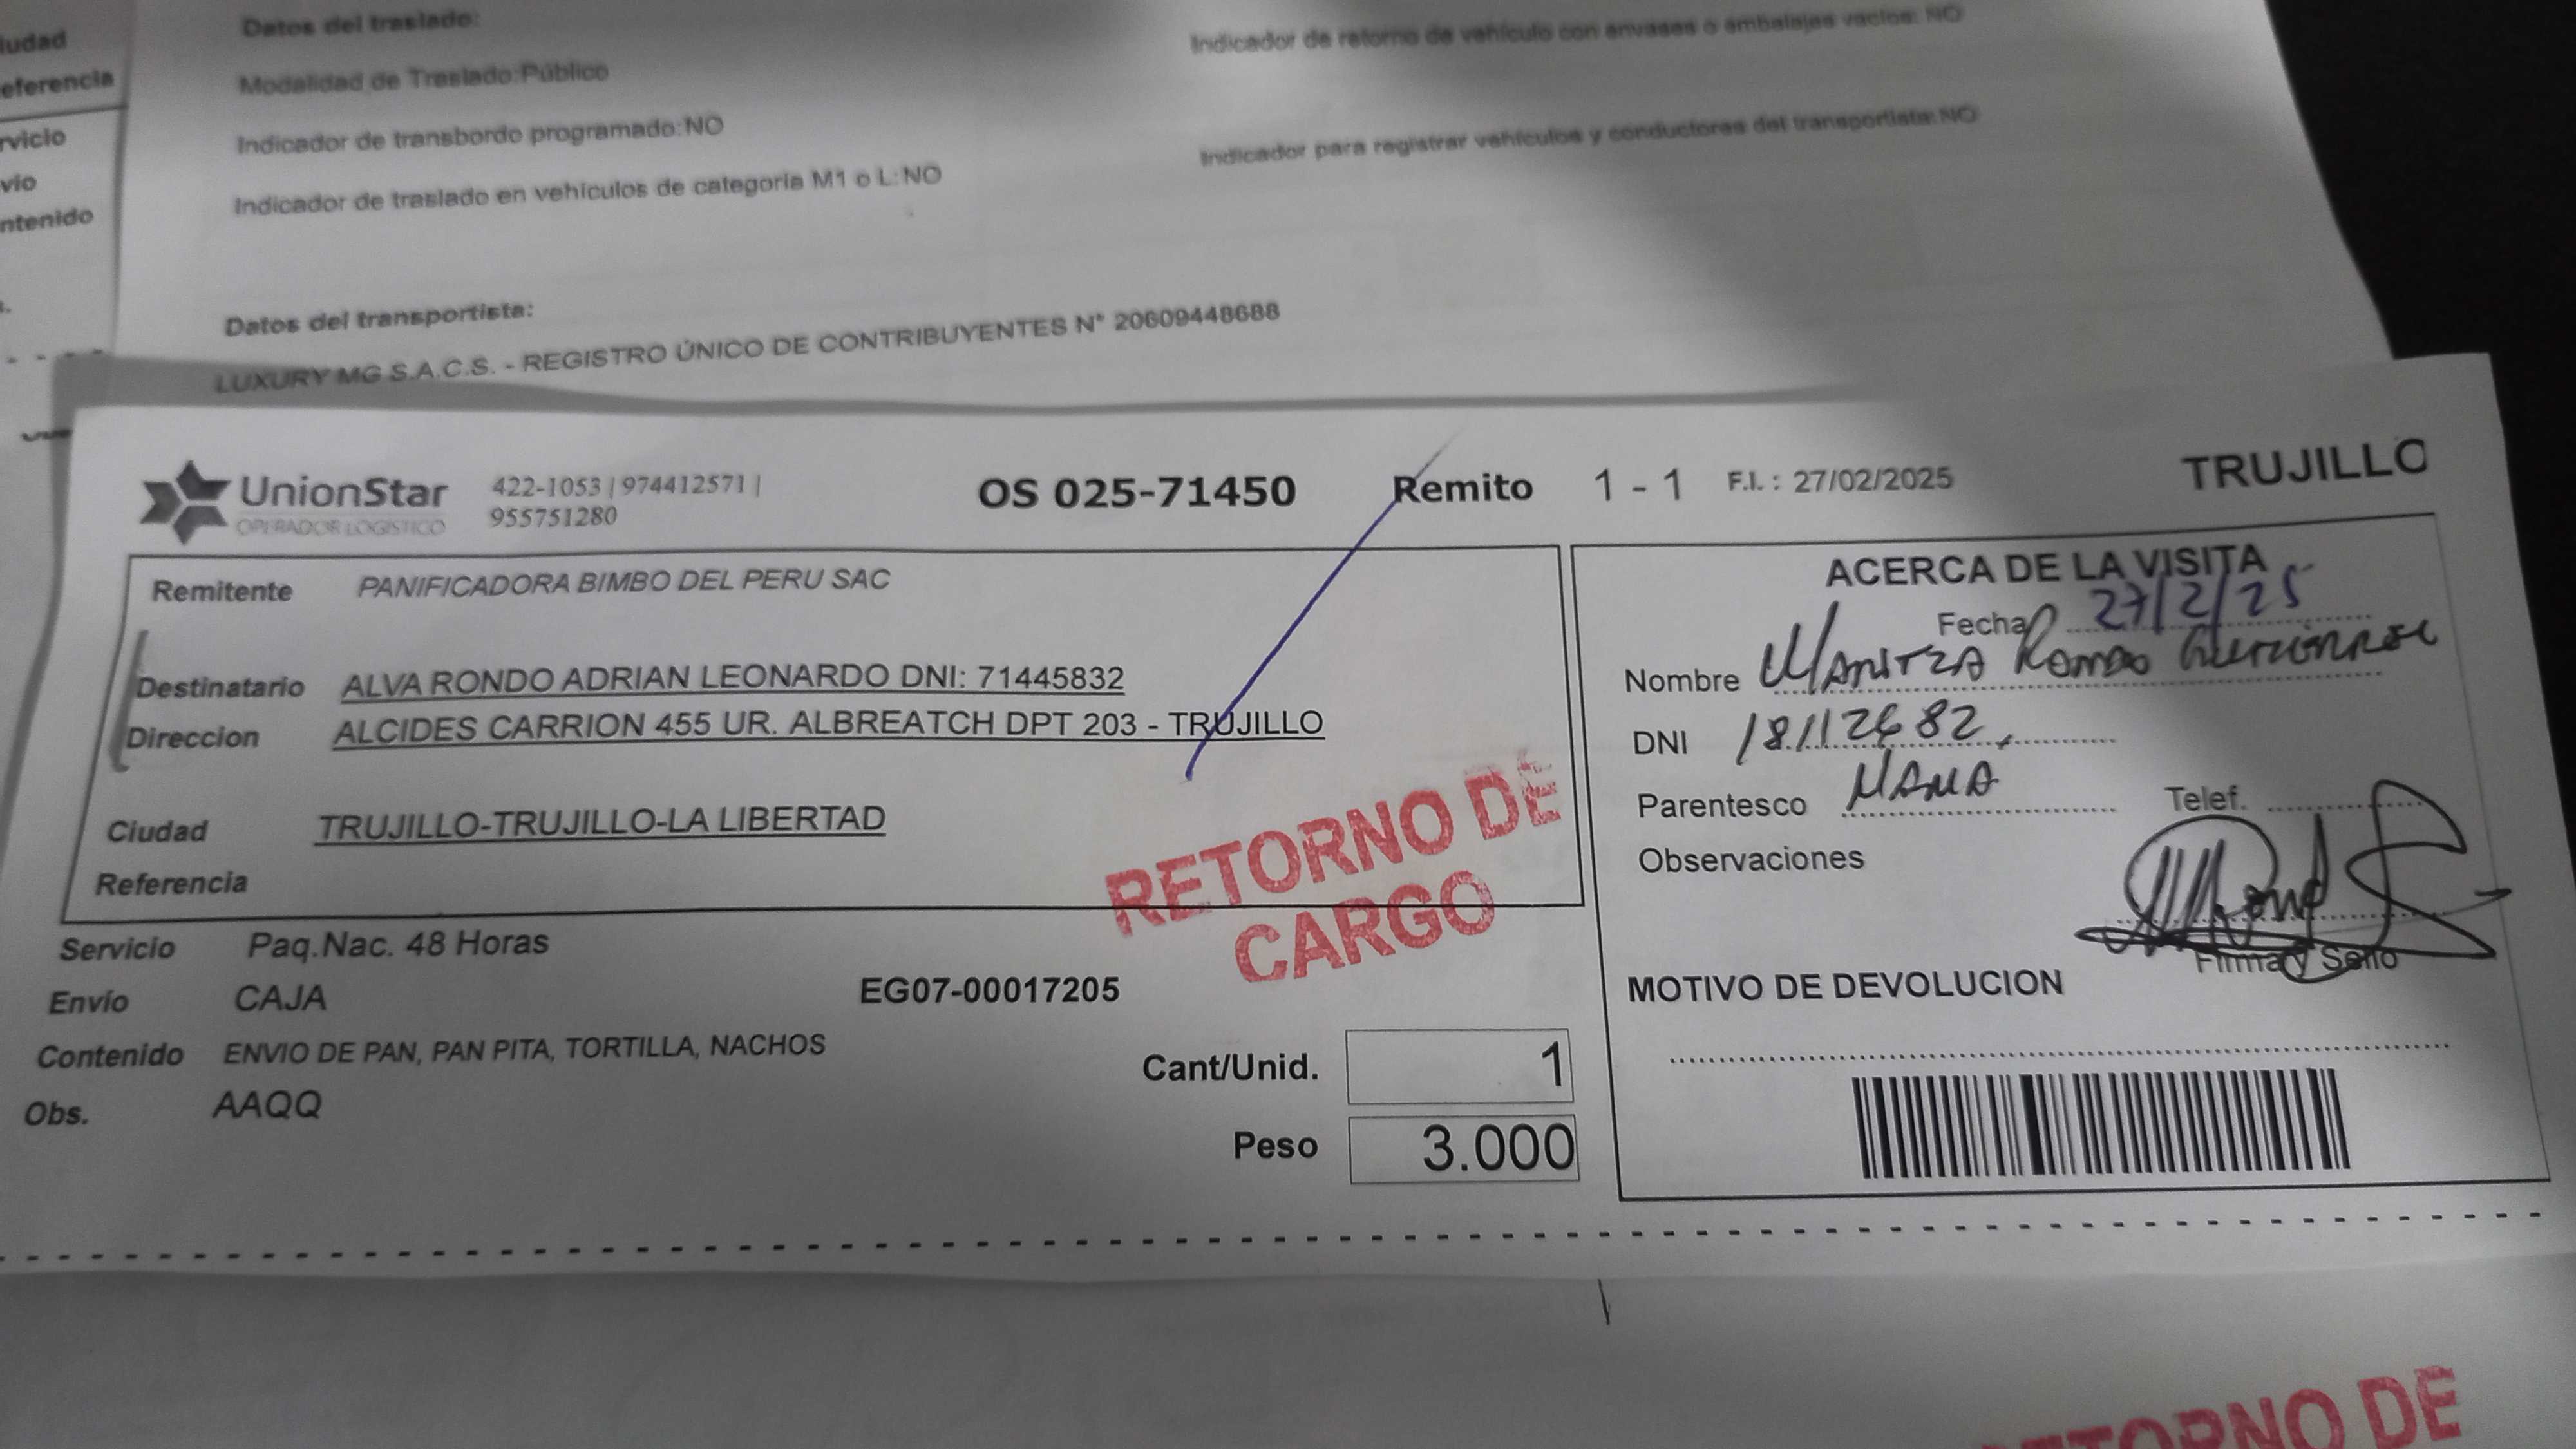 Datos del traslado:
Indicador de retorno de vehículo con envases o embalajes vacíos: NO
Modalidad de Traslado:Público
Indicador de transbordo programado:NO
Indicador para registrar vehículos y conductores del transportista:NO
Indicador de traslado en vehículos de categoría M1 o L:NO
Datos del transportista:
LUXURY MG S.A.C.S. - REGISTRO ÚNICO DE CONTRIBUYENTES N° 20609448688
UnionStar
OPERADOR LOGISTICO
422-1053 | 974412571 |
955751280
OS 025-71450
Remito 1 - 1
F.I. : 27/02/2025
TRUJILLO
Remitente PANIFICADORA BIMBO DEL PERU SAC
Destinatario ALVA RONDO ADRIAN LEONARDO DNI: 71445832
Direccion ALCIDES CARRION 455 UR. ALBREATCH DPT 203 - TRUJILLO
Ciudad TRUJILLO-TRUJILLO-LA LIBERTAD
Referencia
RETORNO DE
CARGO
Servicio Paq.Nac. 48 Horas
Envío CAJA
EG07-00017205
Contenido ENVIO DE PAN, PAN PITA, TORTILLA, NACHOS
Obs. AAQQ
Cant/Unid. 1
Peso 3.000
ACERCA DE LA VISITA
Fecha 27/2/25
Nombre Rondo
DNI 18112682
Parentesco MAMA
Telef.
Observaciones
Firma y Sello
MOTIVO DE DEVOLUCION
RETORNO DE